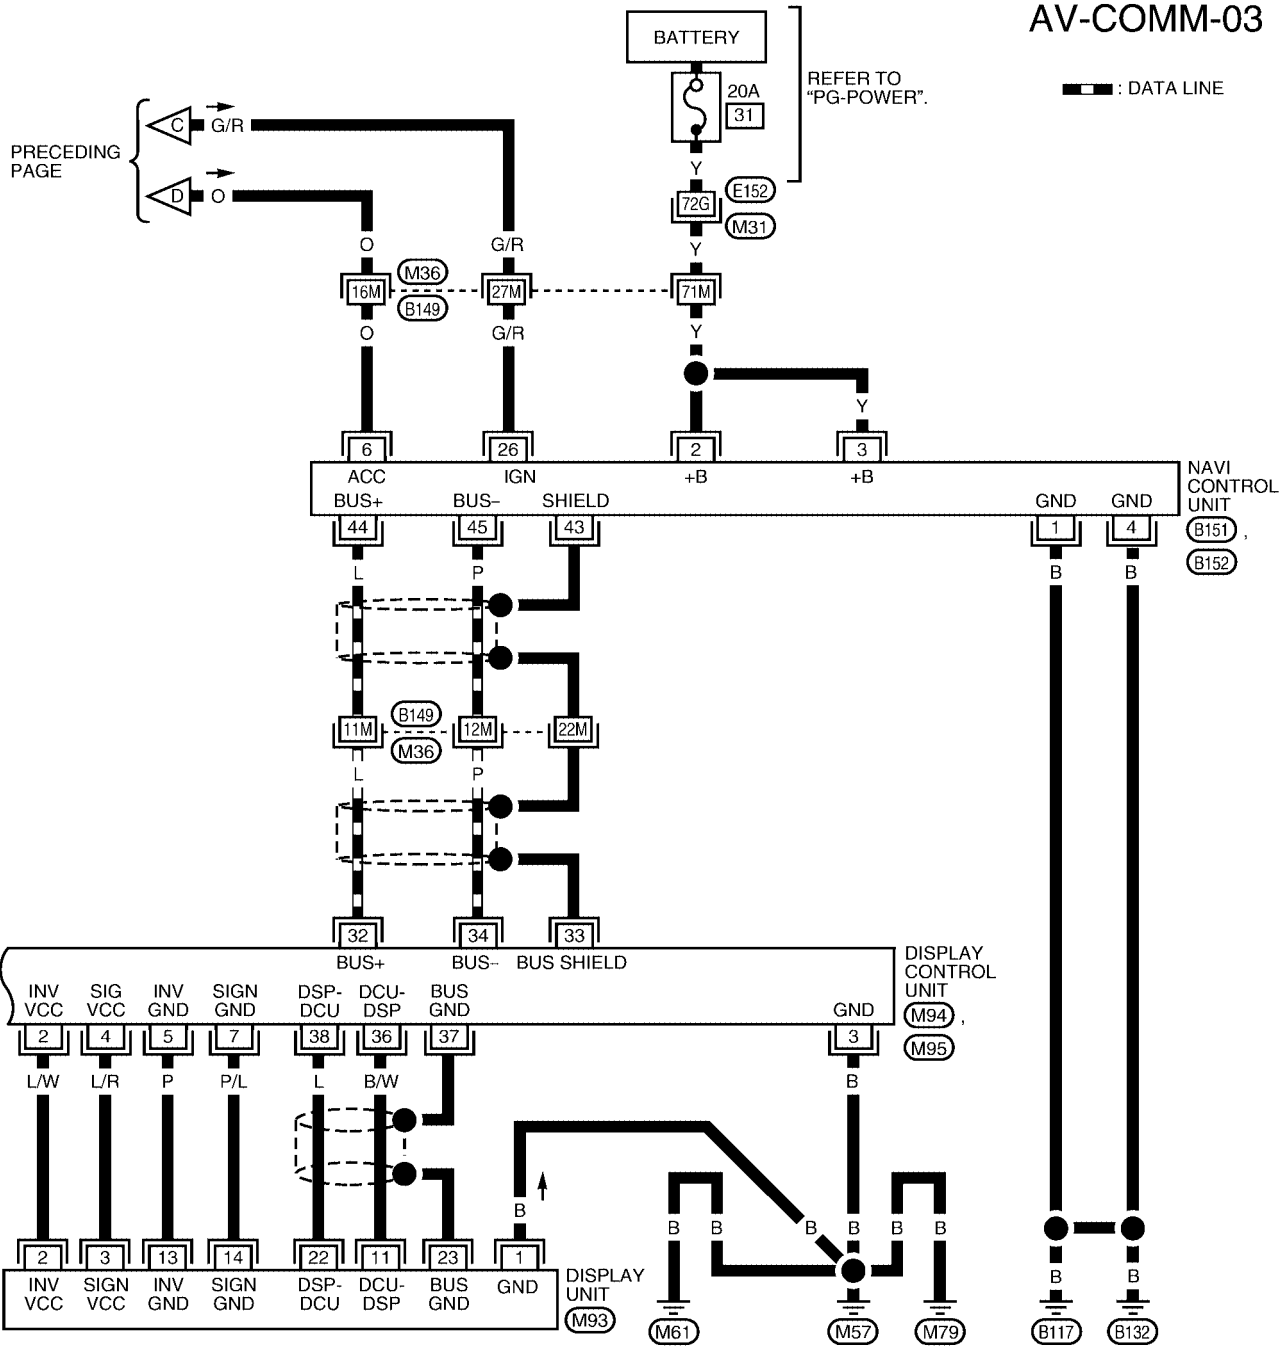 AV-COMM-03
BATTERY
REFER TO
"PG-POWER".
: DATA LINE
20A
31
C G/R
PRECEDING
PAGE
D O
Y
72G
E152
M31
O G/R Y
16M
M36
B149
27M
71M
O G/R Y
Y
6 26 2 3
ACC IGN +B +B
BUS+ BUS– SHIELD GND GND
NAVI
CONTROL
UNIT
B151 ,
B152
44 45 43 1 4
L P B B
11M
B149
M36
12M
22M
L P
32 34 33
BUS+ BUS– BUS SHIELD
DISPLAY
CONTROL
UNIT
M94 ,
M95
INV
VCC
SIG
VCC
INV
GND
SIGN
GND
DSP-
DCU
DCU-
DSP
BUS
GND
GND
2 4 5 7 38 36 37 3
L/W L/R P P/L L B/W B
B B B B B B B
2 3 13 14 22 11 23 1
INV
VCC
SIGN
VCC
INV
GND
SIGN
GND
DSP-
DCU
DCU-
DSP
BUS
GND
GND
DISPLAY
UNIT
M93
B B
M61 M57 M79 B117 B132